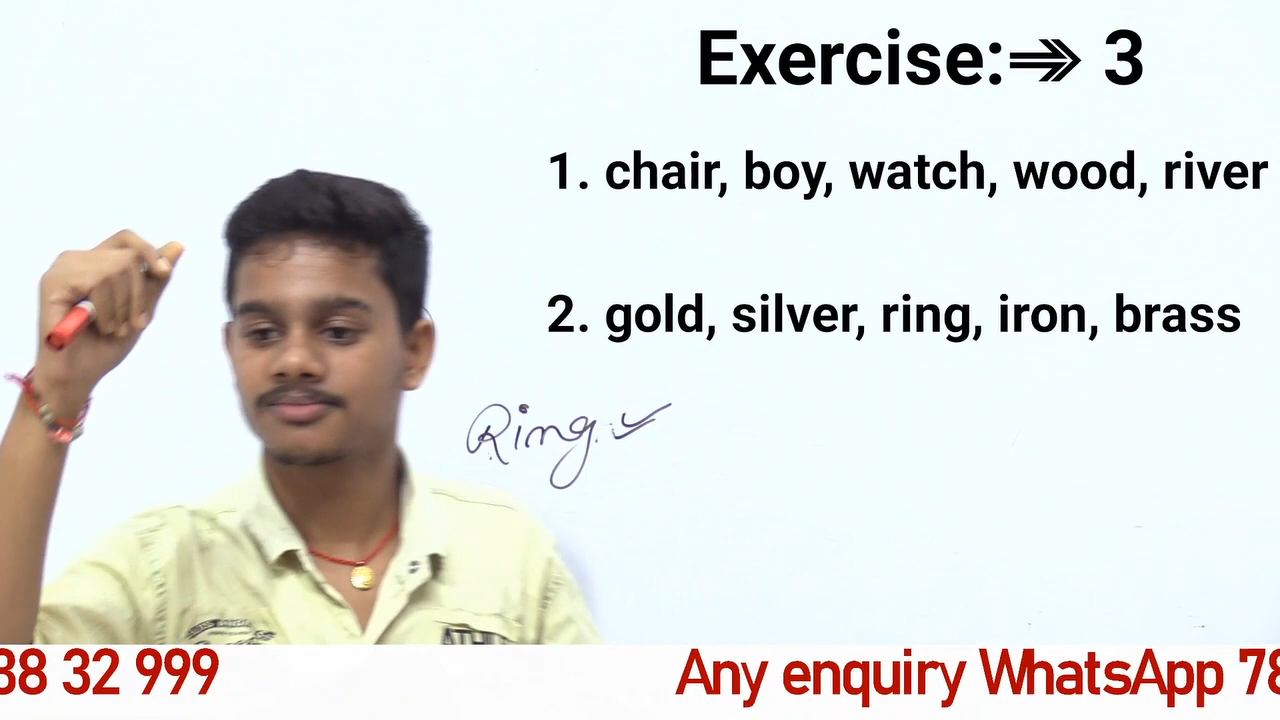 Exercise:⇒ 3
1. chair, boy, watch, wood, river
2. gold, silver, ring, iron, brass
Ring ✓
38 32 999
Any enquiry WhatsApp 78